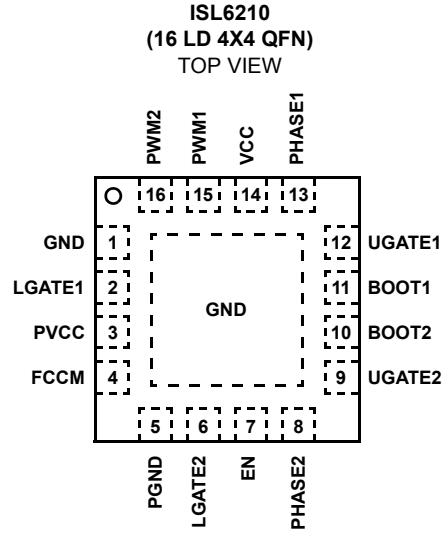 ISL6210
(16 LD 4X4 QFN)
TOP VIEW
PWM2
PWM1
VCC
PHASE1
16
15
14
13
GND
1
12
UGATE1
LGATE1
2
11
BOOT1
GND
PVCC
3
10
BOOT2
FCCM
4
9
UGATE2
5
6
7
8
PGND
LGATE2
EN
PHASE2